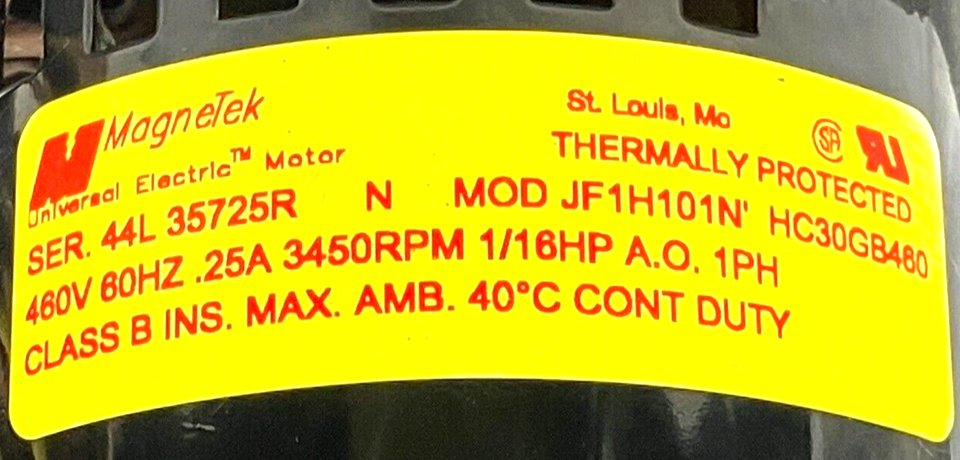 MagneTek
Universal Electric™ Motor
St. Louis, Mo
THERMALLY PROTECTED
SER. 44L 35725R N MOD JF1H101N' HC30GB460
460V 60HZ .25A 3450RPM 1/16HP A.O. 1PH
CLASS B INS. MAX. AMB. 40°C CONT DUTY